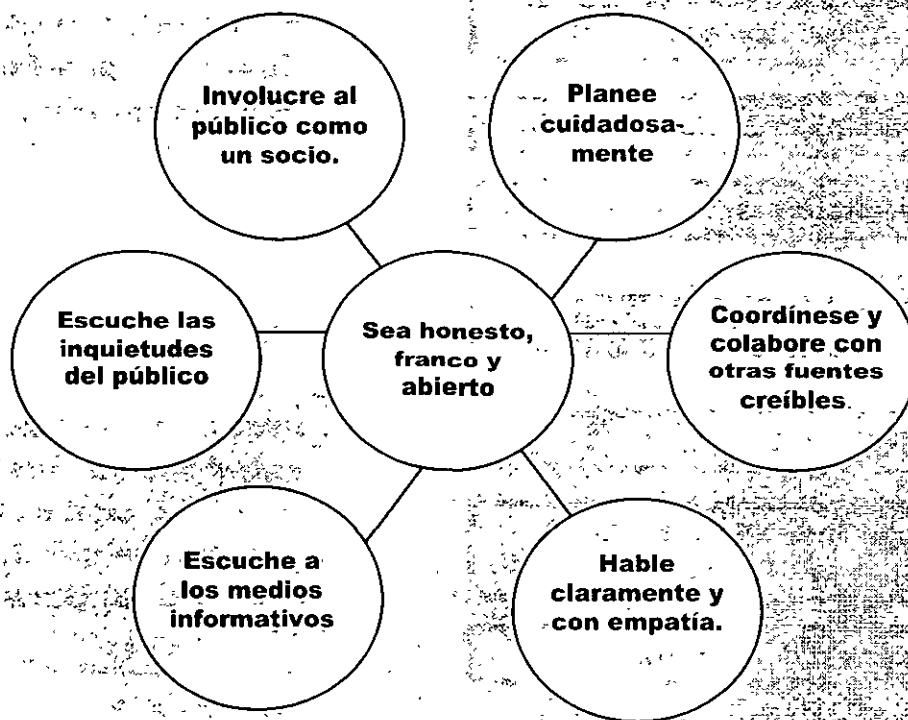 Involucre al
público como
un socio.
Planee
cuidadosa-
mente
Escuche las
inquietudes
del público
Sea honesto,
franco y
abierto
Coordínese y
colabore con
otras fuentes
creíbles.
Escuche a
los medios
informativos
Hable
claramente y
con empatía.